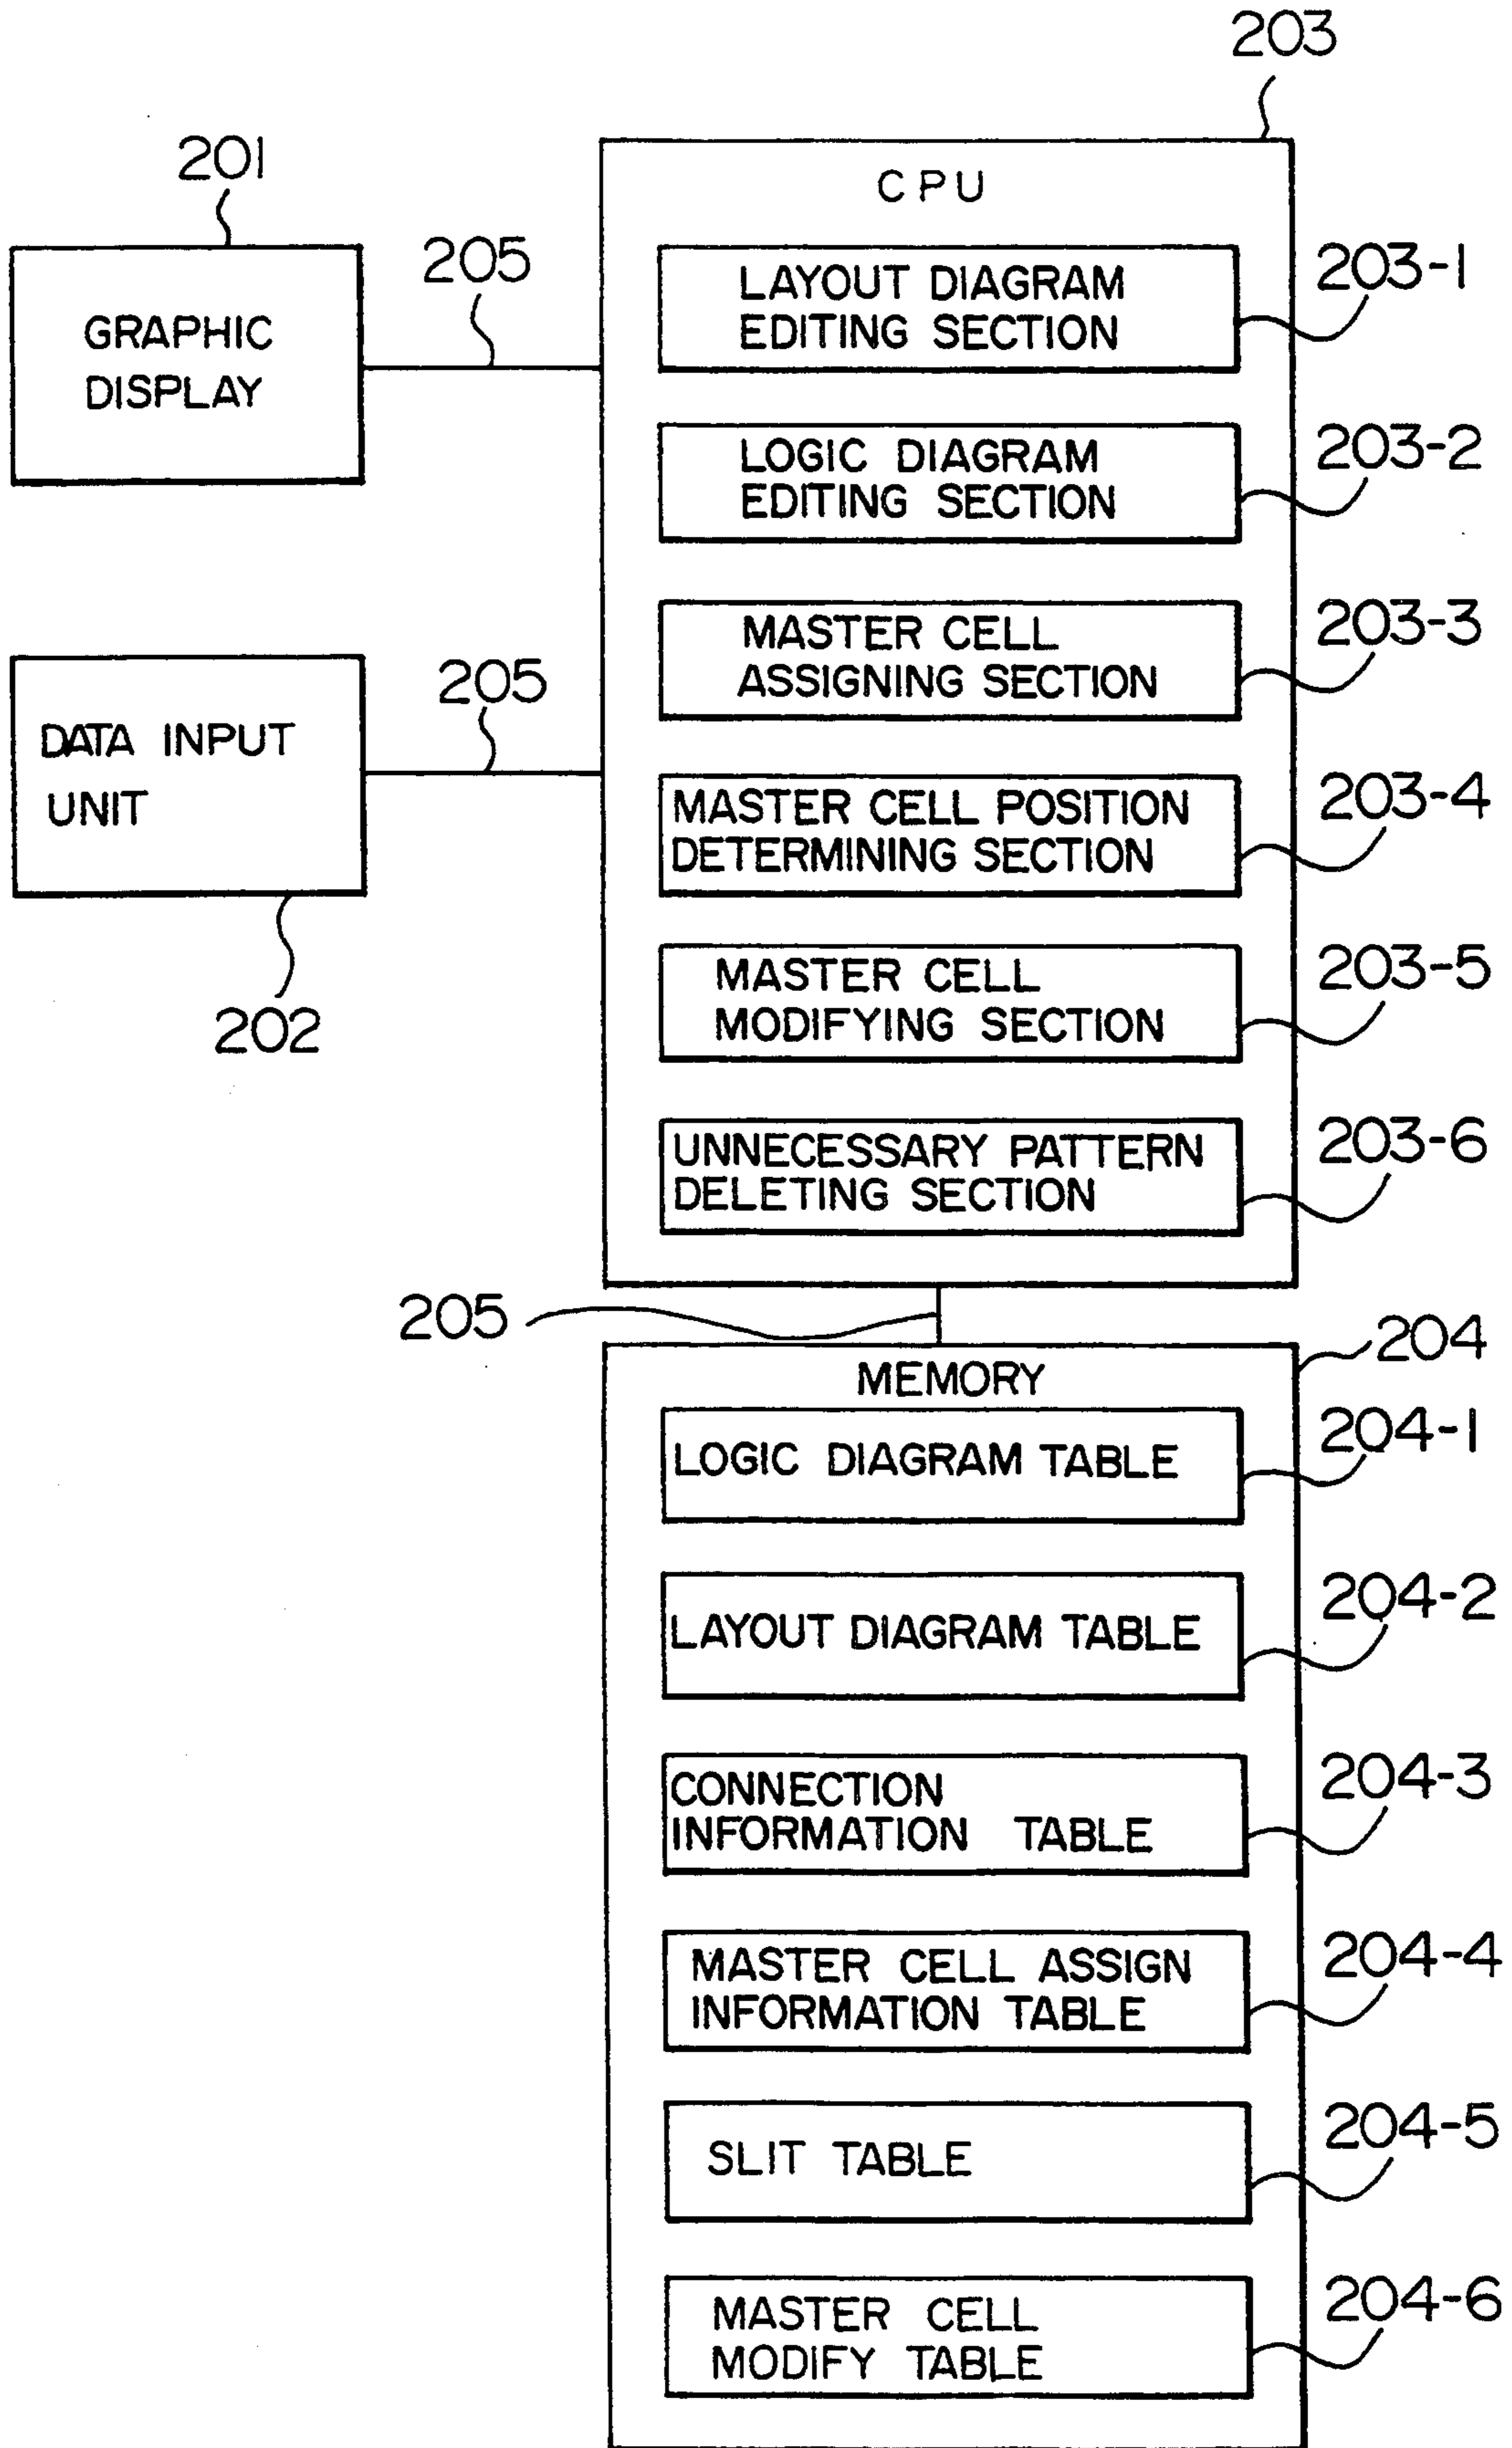 203
CPU
201
GRAPHIC
DISPLAY
205
LAYOUT DIAGRAM
EDITING SECTION
203-1
LOGIC DIAGRAM
EDITING SECTION
203-2
MASTER CELL
ASSIGNING SECTION
203-3
DATA INPUT
UNIT
205
202
MASTER CELL POSITION
DETERMINING SECTION
203-4
MASTER CELL
MODIFYING SECTION
203-5
UNNECESSARY PATTERN
DELETING SECTION
203-6
205
204
MEMORY
LOGIC DIAGRAM TABLE
204-1
LAYOUT DIAGRAM TABLE
204-2
CONNECTION
INFORMATION TABLE
204-3
MASTER CELL ASSIGN
INFORMATION TABLE
204-4
SLIT TABLE
204-5
MASTER CELL
MODIFY TABLE
204-6